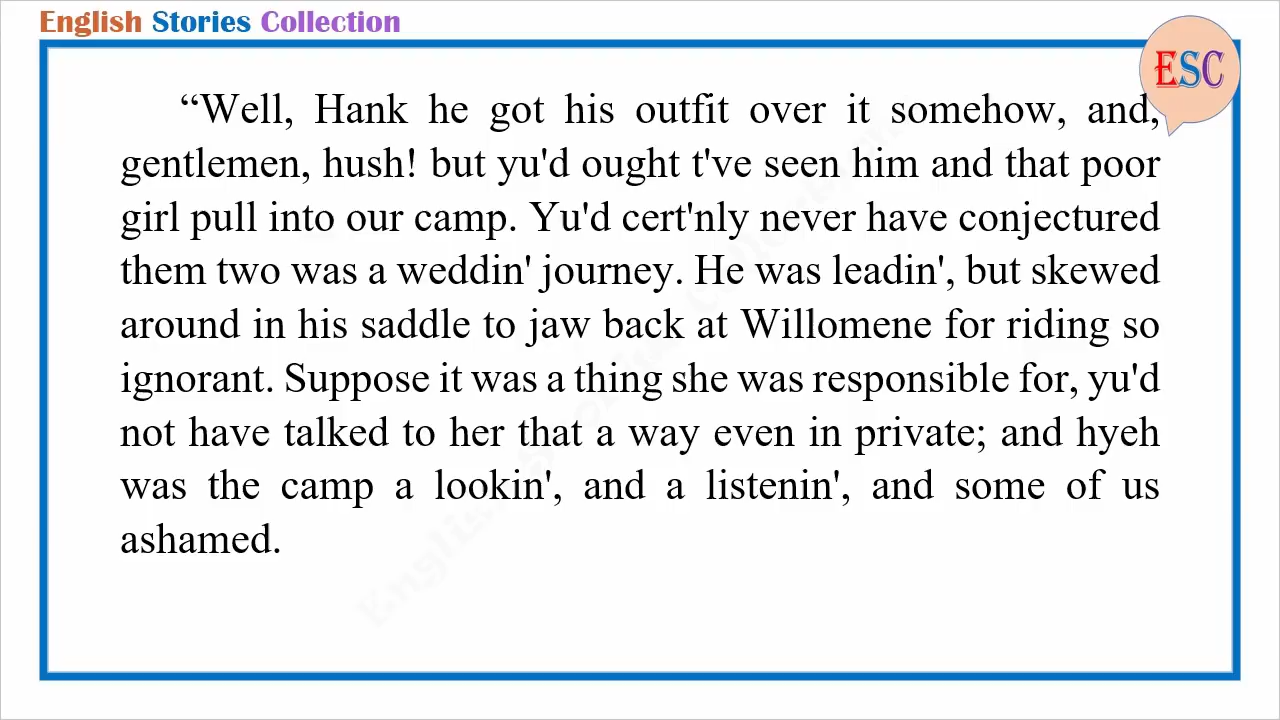 English Stories Collection
ESC
“Well, Hank he got his outfit over it somehow, and,
gentlemen, hush! but yu'd ought t've seen him and that poor
girl pull into our camp. Yu'd cert'nly never have conjectured
them two was a weddin' journey. He was leadin', but skewed
around in his saddle to jaw back at Willomene for riding so
ignorant. Suppose it was a thing she was responsible for, yu'd
not have talked to her that a way even in private; and hyeh
was the camp a lookin', and a listenin', and some of us
ashamed.